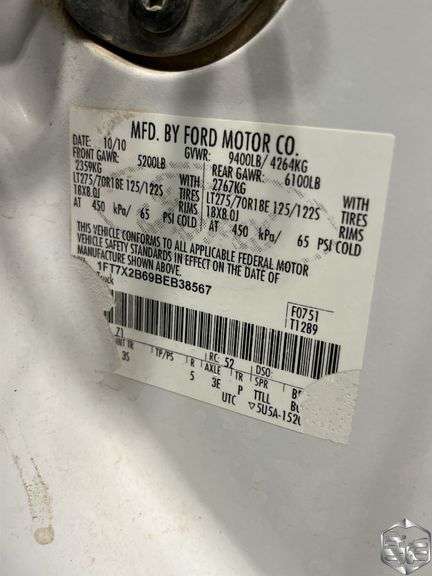 MFD. BY FORD MOTOR CO.
DATE: 10/10 GVWR: 9400LB/ 4264KG
FRONT GAWR: 5200LB REAR GAWR: 6100LB
2359KG WITH 2767KG WITH
LT275/70R18E 125/122S TIRES LT275/70R18E 125/122S TIRES
18X8.0J RIMS 18X8.0J RIMS
AT 450 kPa/ 65 PSI COLD AT 450 kPa/ 65 PSI COLD
THIS VEHICLE CONFORMS TO ALL APPLICABLE FEDERAL MOTOR
VEHICLE SAFETY STANDARDS IN EFFECT ON THE DATE OF
MANUFACTURE SHOWN ABOVE.
1FT7X2B69BEB38567
F0751
T1289
Z1 RC: 52 DSO:
TP/PS R AXLE TR SPR
35 5 3E P TTLL
UTC ▽5U5A-1520